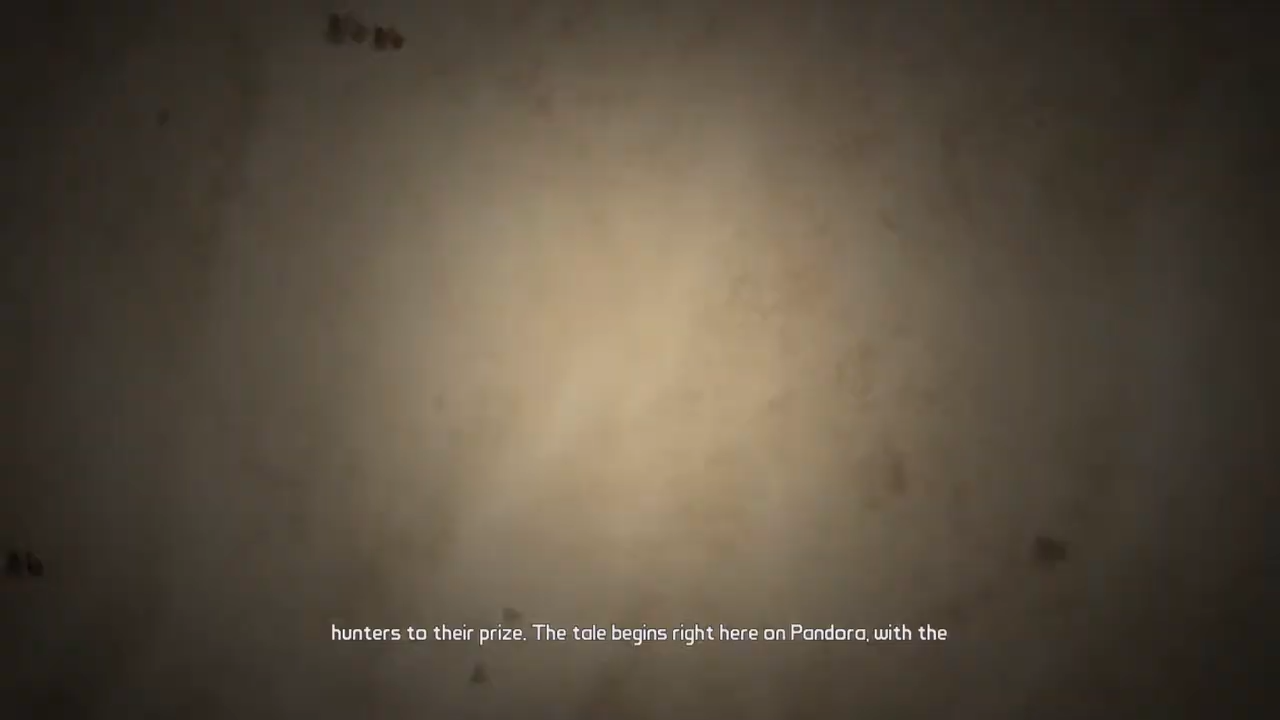 hunters to their prize. The tale begins right here on Pandora, with the